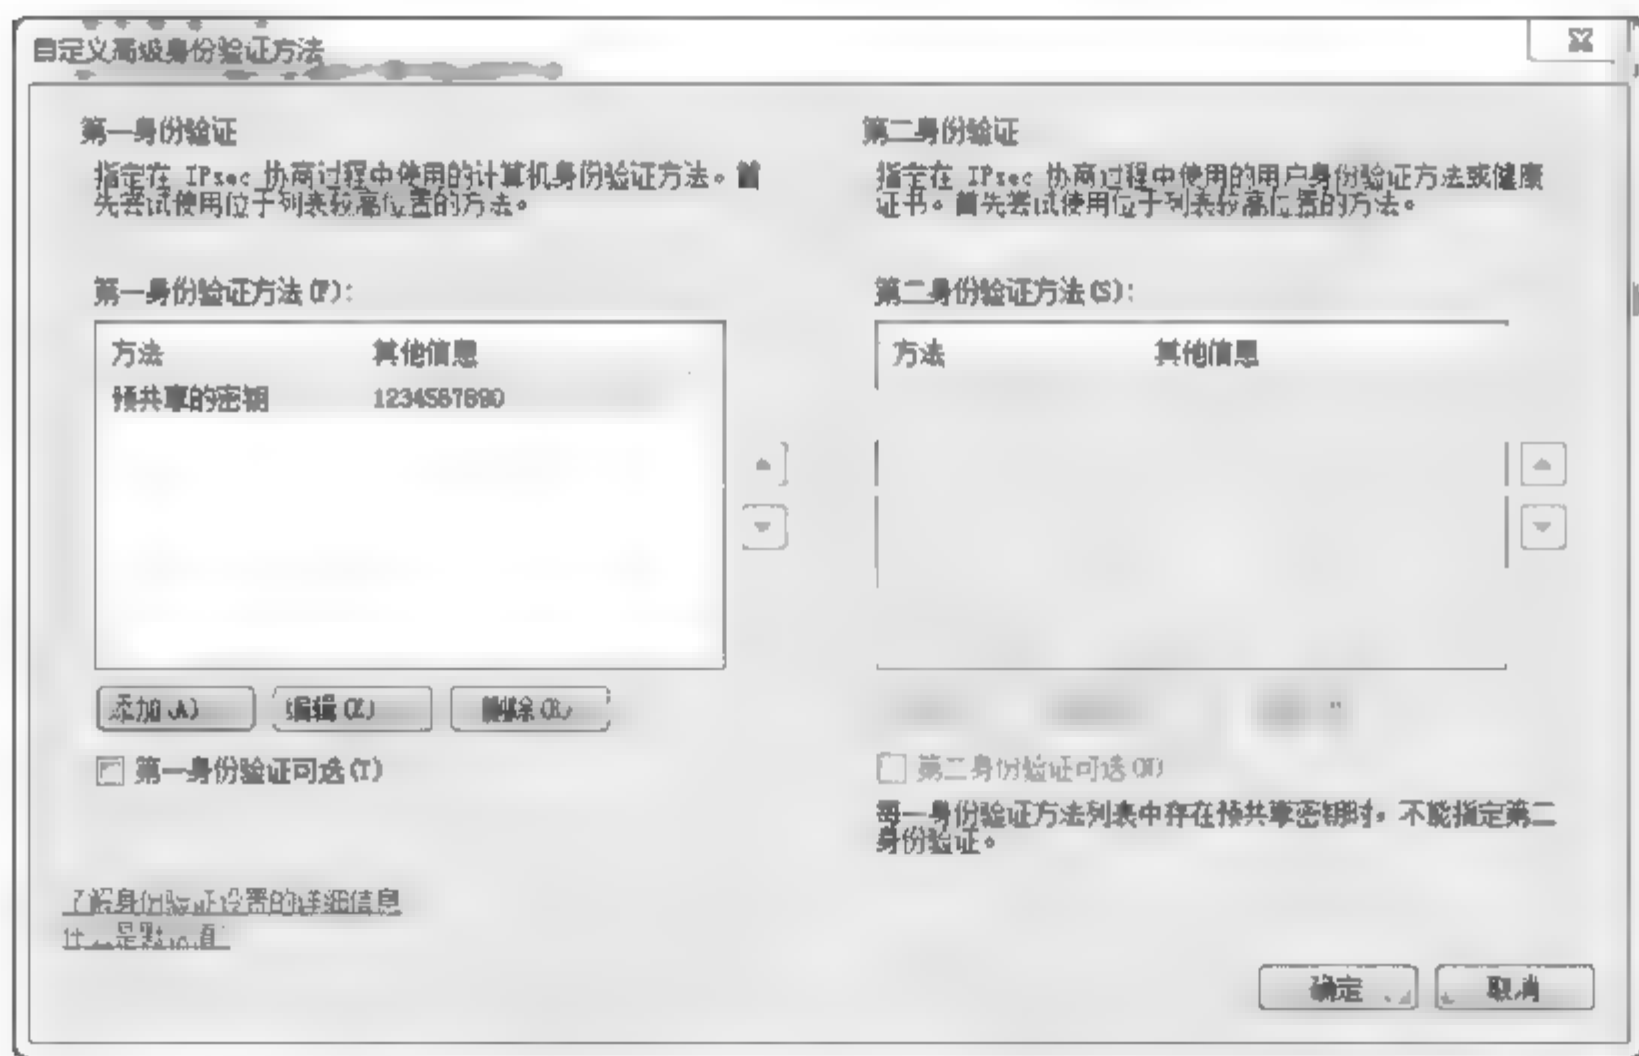 自定义高级身份验证方法
第一身份验证
指定在 IPsec 协商过程中使用的计算机身份验证方法。首
先尝试使用位于列表较高位置的方法。
第一身份验证方法(F):
方法 其他信息
预共享的密钥 1234567890
添加(A) 编辑(E) 删除(R)
第一身份验证可选(T)
了解身份验证设置的详细信息
什么是默认值
第二身份验证
指定在 IPsec 协商过程中使用的用户身份验证方法或健康
证书。首先尝试使用位于列表较高位置的方法。
第二身份验证方法(S):
方法 其他信息
第二身份验证可选(N)
每一身份验证方法列表中存在预共享密钥时，不能指定第二
身份验证。
确定 取消